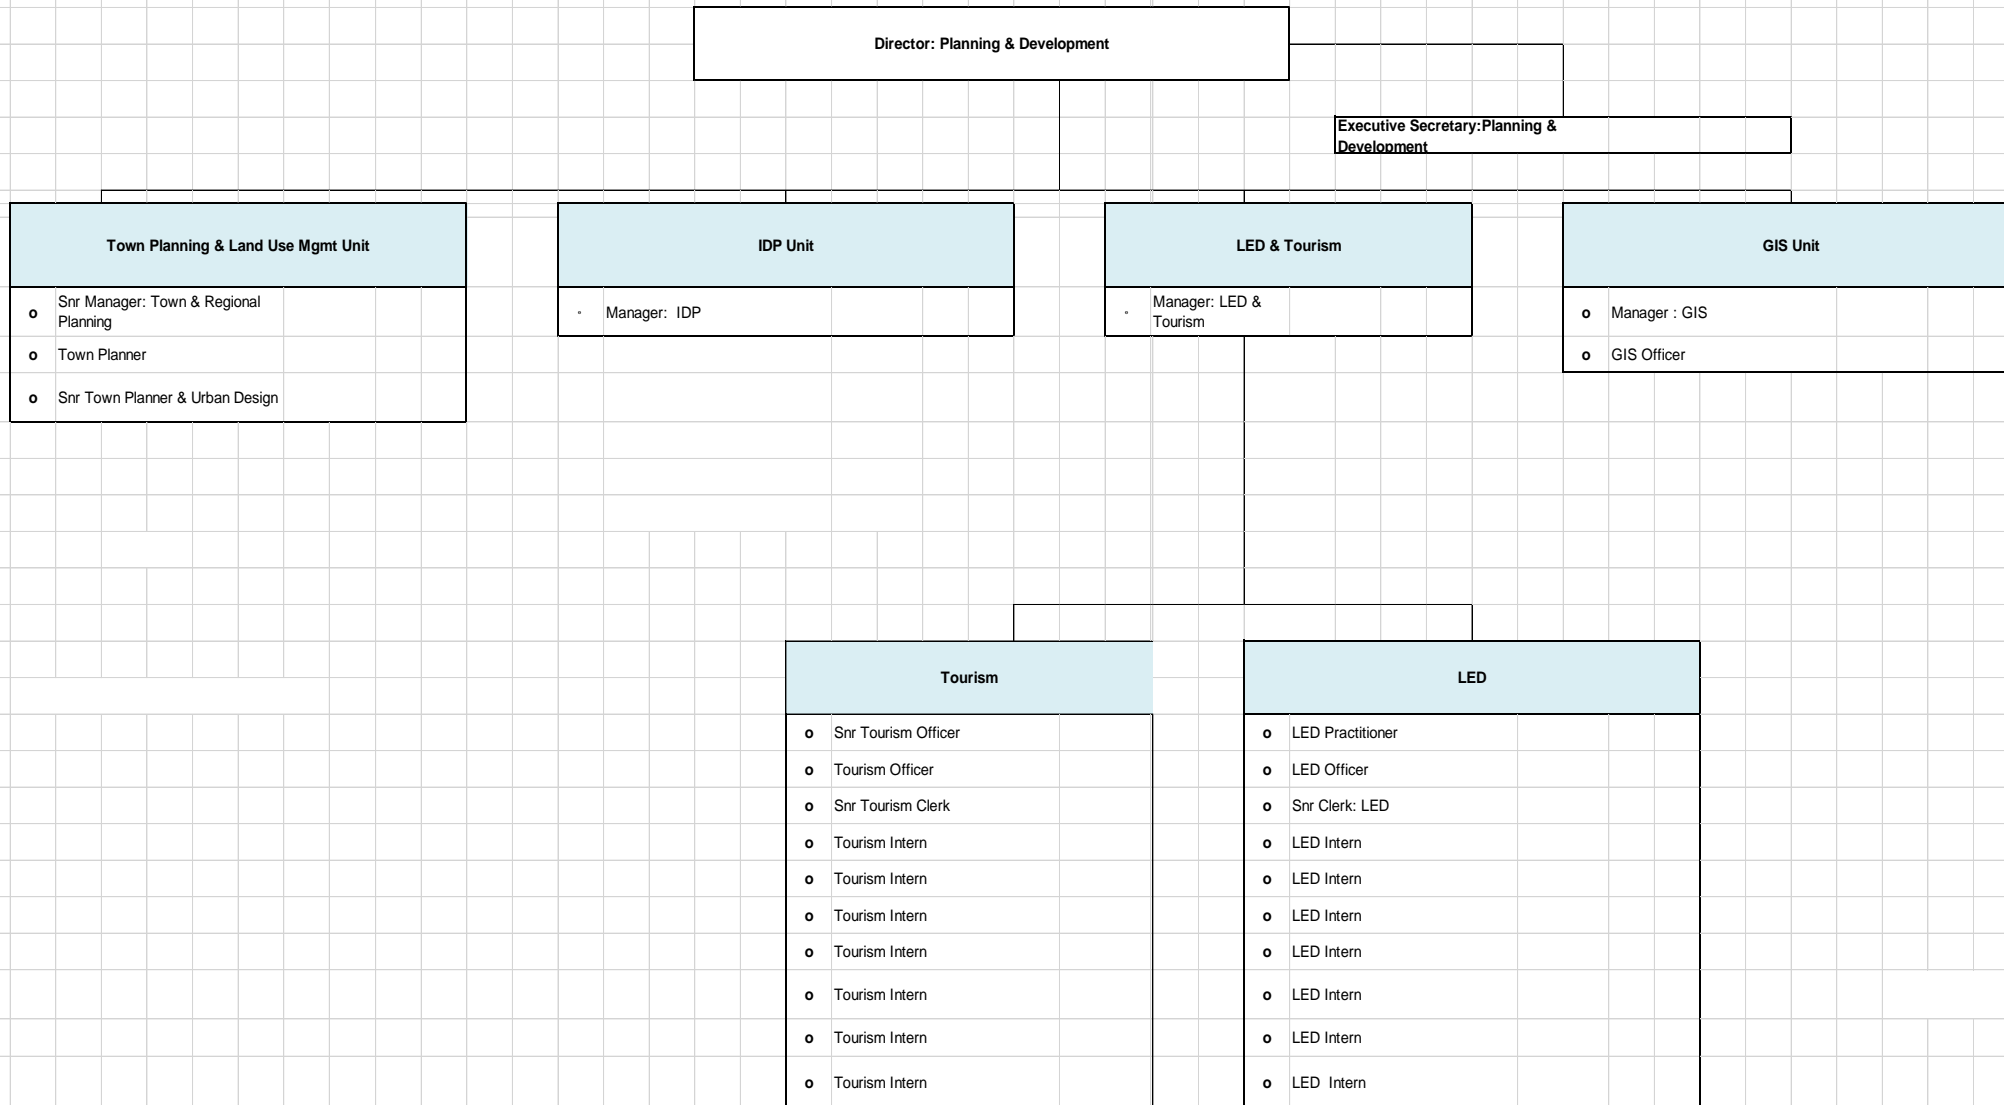 Director: Planning & Development
Executive Secretary:Planning &
Development
Town Planning & Land Use Mgmt Unit
o Snr Manager: Town & Regional
Planning
o Town Planner
o Snr Town Planner & Urban Design
IDP Unit
Manager:  IDP
LED & Tourism
Manager: LED &
Tourism
GIS Unit
o Manager : GIS
o GIS Officer
Tourism
o Snr Tourism Officer
o Tourism Officer
o Snr Tourism Clerk
o Tourism Intern
o Tourism Intern
o Tourism Intern
o Tourism Intern
o Tourism Intern
o Tourism Intern
o Tourism Intern
LED
o LED Practitioner
o LED Officer
o Snr Clerk: LED
o LED Intern
o LED Intern
o LED Intern
o LED Intern
o LED Intern
o LED Intern
o LED  Intern